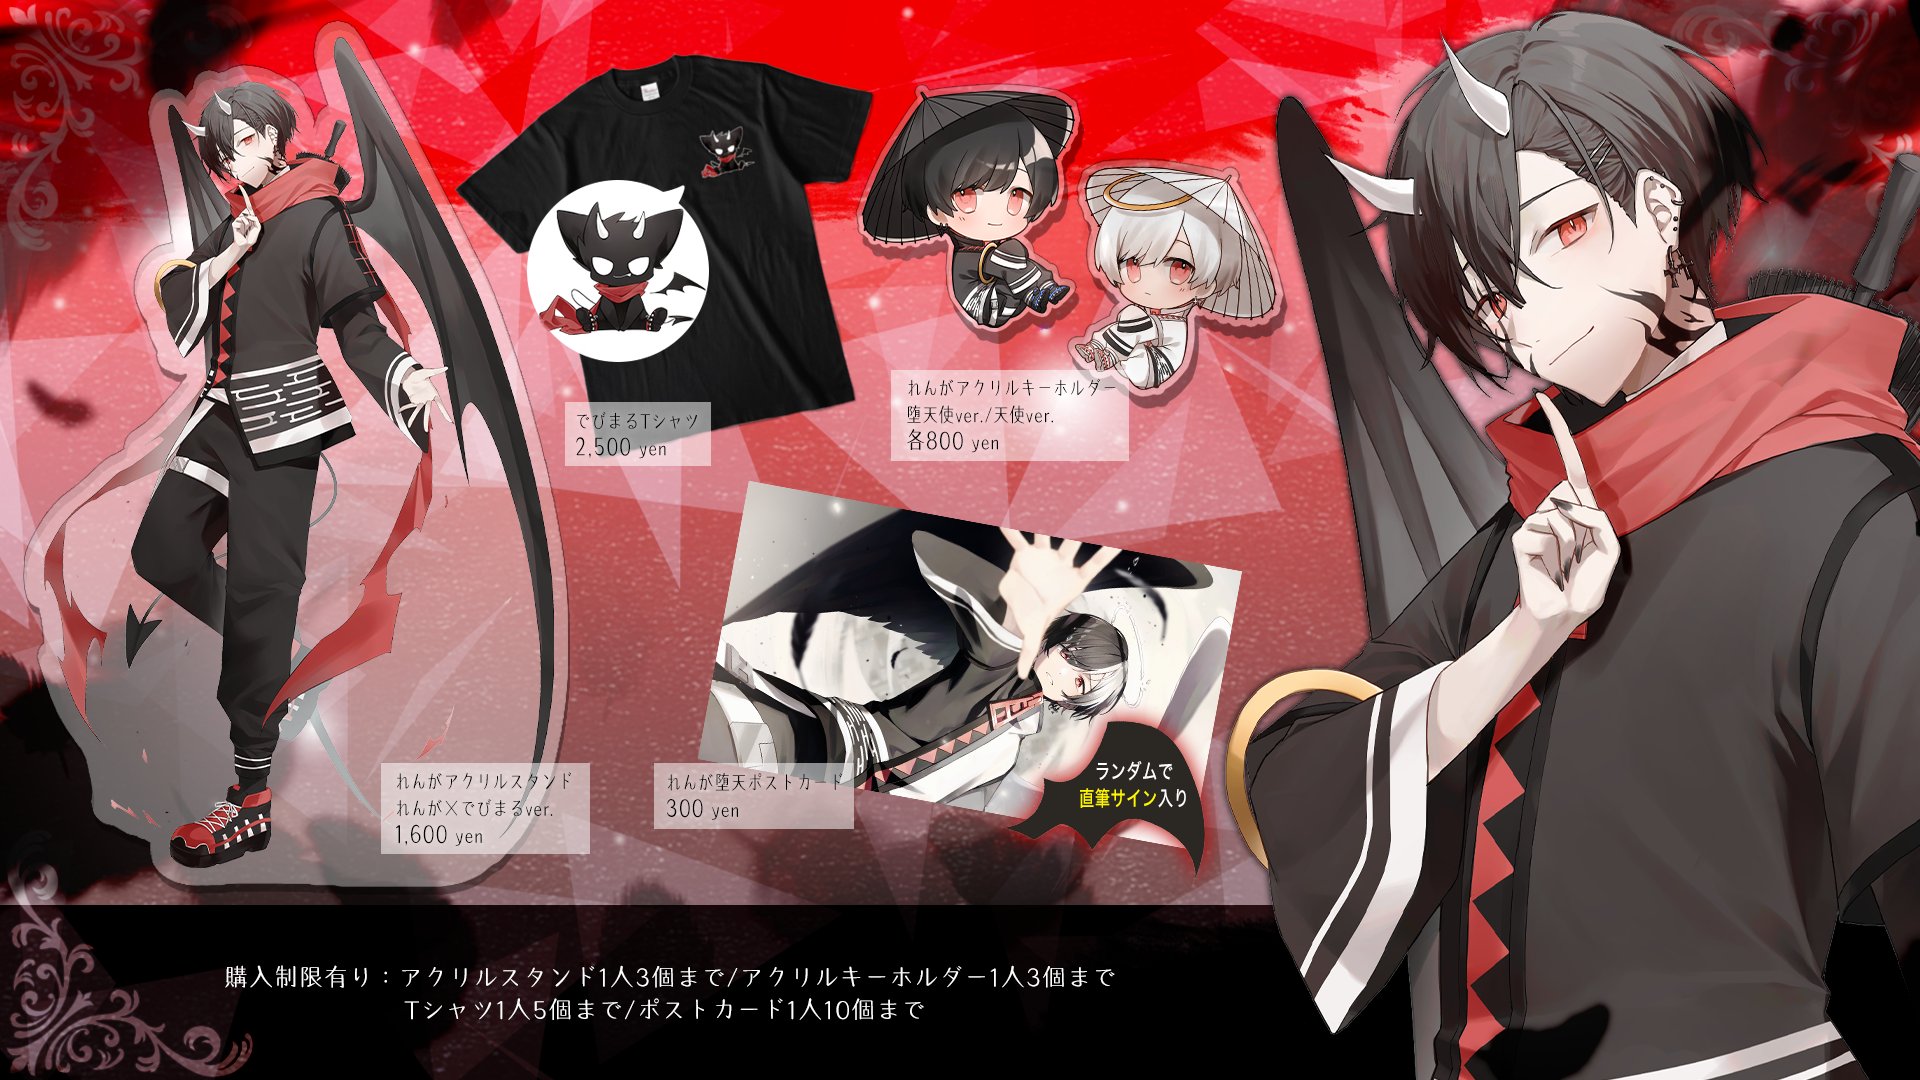 でびまるTシャツ
2,500 yen
れんがアクリルキーホルダー
堕天使ver./天使ver.
各800 yen
れんがアクリルスタンド
れんが×でびまるver.
1,600 yen
れんが堕天ポストカード
300 yen
ランダムで
直筆サイン入り
購入制限有り：アクリルスタンド1人3個まで/アクリルキーホルダー1人3個まで
Tシャツ1人5個まで/ポストカード1人10個まで